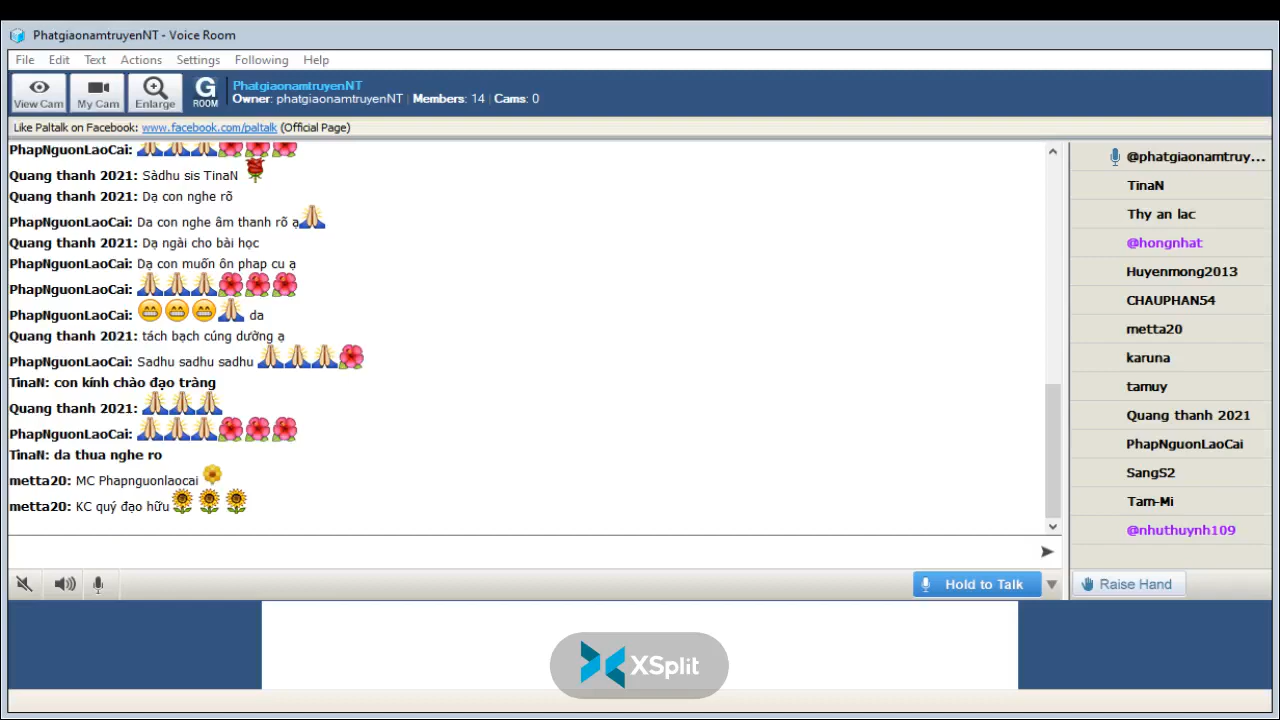 PhatgiaonamtruyenNT - Voice Room
File Edit Text Actions Settings Following Help
View Cam My Cam Enlarge G ROOM
PhatgiaonamtruyenNT
Owner: phatgiaonamtruyenNT | Members: 14 | Cams: 0
Like Paltalk on Facebook: www.facebook.com/paltalk (Official Page)
PhapNguonLaoCai:
Quang thanh 2021: Sàdhu sis TinaN
Quang thanh 2021: Dạ con nghe rõ
PhapNguonLaoCai: Da con nghe âm thanh rõ ạ
Quang thanh 2021: Dạ ngài cho bài học
PhapNguonLaoCai: Dạ con muốn ôn phap cu ạ
PhapNguonLaoCai:
PhapNguonLaoCai: da
Quang thanh 2021: tách bạch cúng dường ạ
PhapNguonLaoCai: Sadhu sadhu sadhu
TinaN: con kính chào đạo tràng
Quang thanh 2021:
PhapNguonLaoCai:
TinaN: da thua nghe ro
metta20: MC Phapnguonlaocai
metta20: KC quý đạo hữu
@phatgiaonamtruy...
TinaN
Thy an lac
@hongnhat
Huyenmong2013
CHAUPHAN54
metta20
karuna
tamuy
Quang thanh 2021
PhapNguonLaoCai
SangS2
Tam-Mi
@nhuthuynh109
Hold to Talk
Raise Hand
XSplit